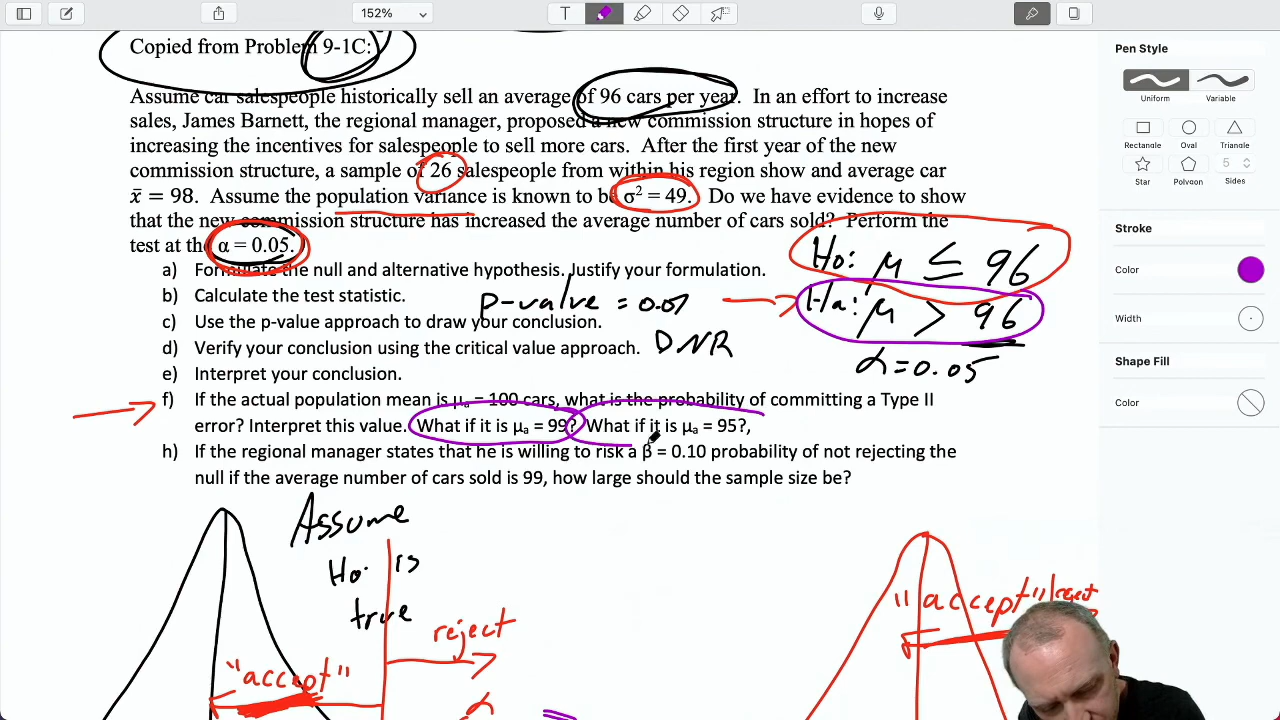 152%
T
Copied from Problem 9-1C:
Pen Style
Uniform
Variable
Rectangle
Oval
Triangle
Star
Polygon
5
Sides
Stroke
Color
Width
Shape Fill
Color
Assume car salespeople historically sell an average of 96 cars per year. In an effort to increase
sales, James Barnett, the regional manager, proposed a new commission structure in hopes of
increasing the incentives for salespeople to sell more cars. After the first year of the new
commission structure, a sample of 26 salespeople from within his region show and average car
x̄ = 98. Assume the population variance is known to be σ² = 49. Do we have evidence to show
that the new commission structure has increased the average number of cars sold? Perform the
test at the α = 0.05.
Ho: μ ≤ 96
a) Formulate the null and alternative hypothesis. Justify your formulation.
b) Calculate the test statistic.
p-value = 0.07
Ha: μ > 96
c) Use the p-value approach to draw your conclusion.
d) Verify your conclusion using the critical value approach.
DNR
α = 0.05
e) Interpret your conclusion.
f) If the actual population mean is μₐ = 100 cars, what is the probability of committing a Type II
error? Interpret this value. What if it is μₐ = 99? What if it is μₐ = 95?,
h) If the regional manager states that he is willing to risk a β = 0.10 probability of not rejecting the
null if the average number of cars sold is 99, how large should the sample size be?
Assume
Ho is
true
"accept"
reject
α
"accept"
reject